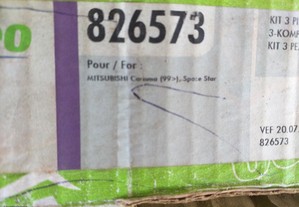 826573
KIT 3 P
3-KOMP
KIT 3 PE
Pour / For :
MITSUBISHI Carisma (99>), Space Star
VEF 20.07
826573